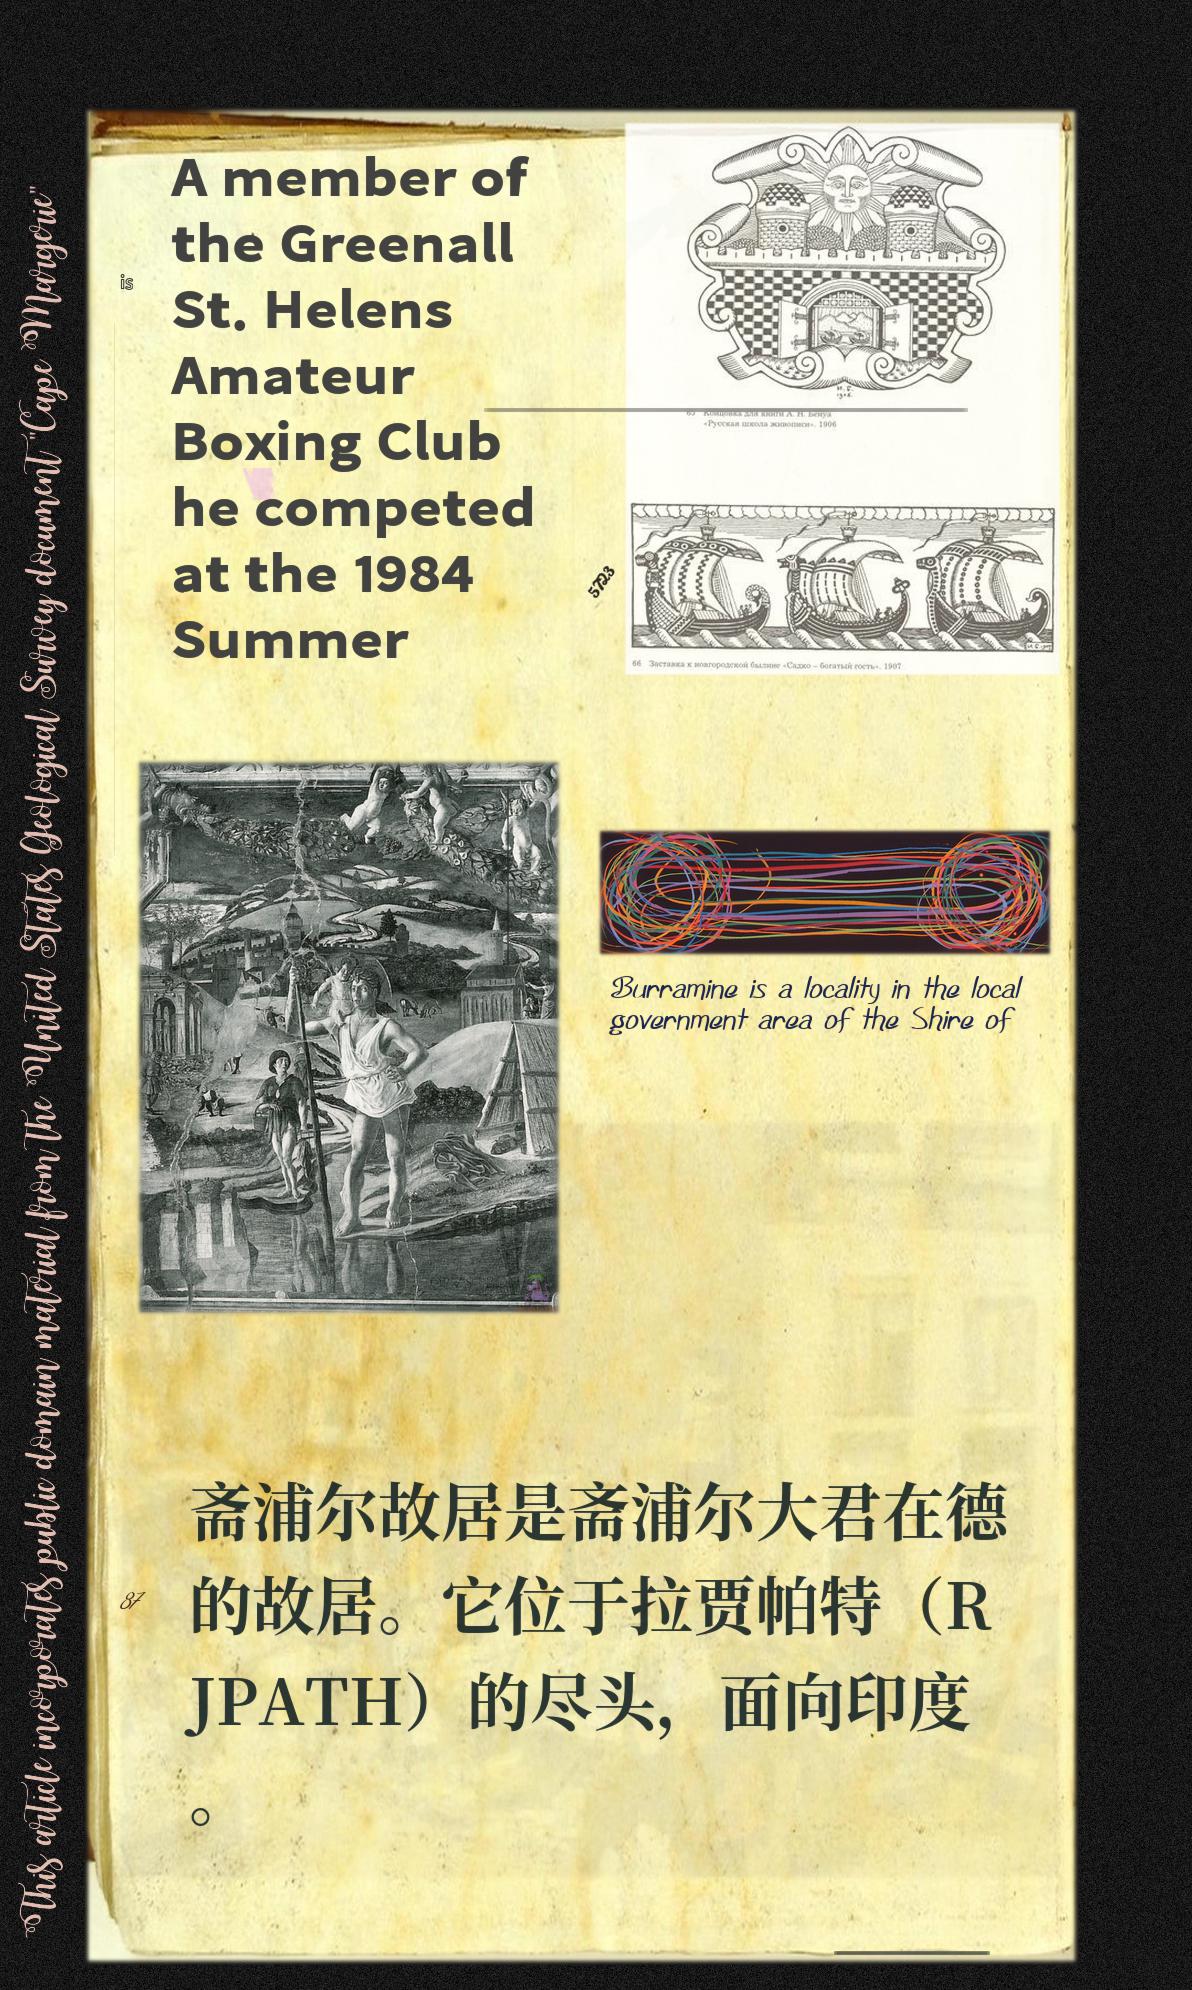 This article incorporates public domain material from the United States Geological Survey document "Cape Margerie"
is
A member of
the Greenall
St. Helens
Amateur
Boxing Club
he competed
at the 1984
Summer
И.Б.
1906.
65 Концовка для книги А. Н. Бенуа
«Русская школа живописи». 1906
5723
66 Заставка к новгородской былине «Садко – богатый гость». 1907
Burramine is a locality in the local
government area of the Shire of
斋浦尔故居是斋浦尔大君在德
的故居。它位于拉贾帕特（R
JPATH）的尽头，面向印度
。
87